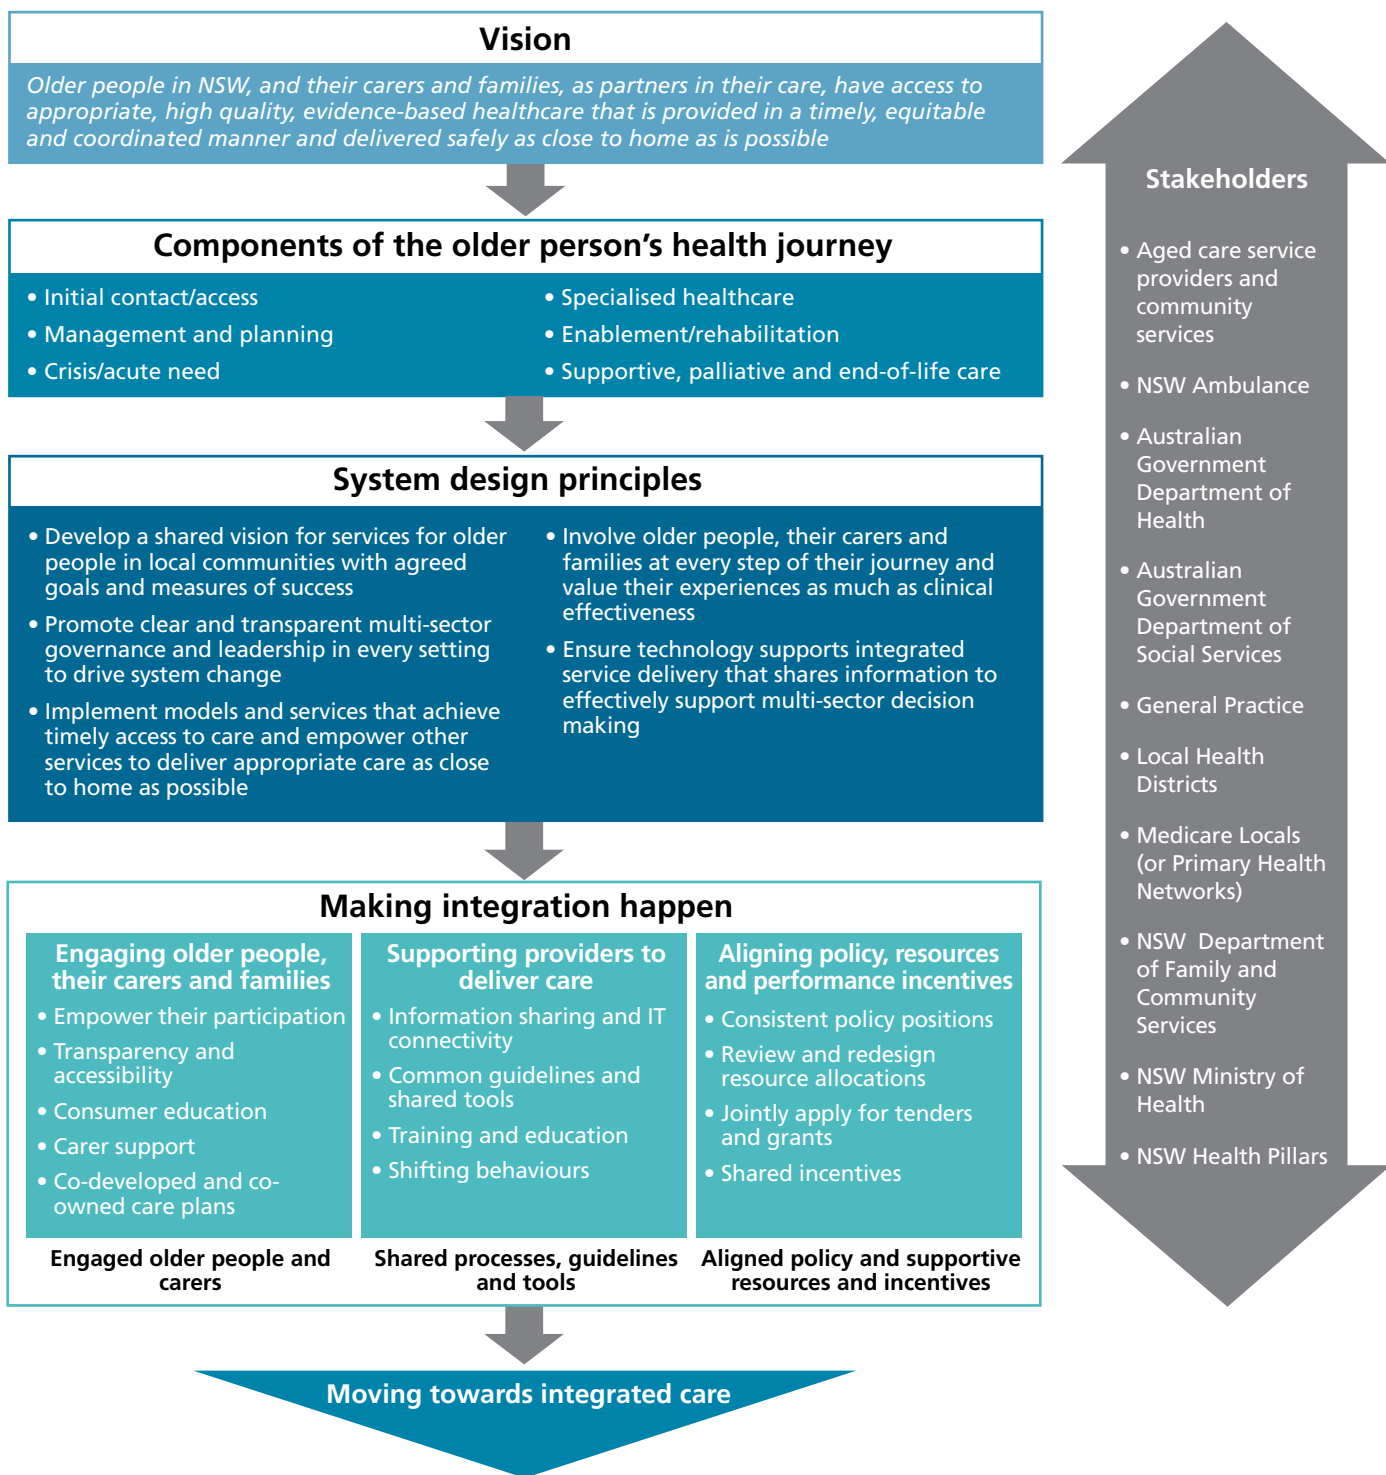 Vision
Older people in NSW, and their carers and families, as partners in their care, have access to
appropriate, high quality, evidence-based healthcare that is provided in a timely, equitable
and coordinated manner and delivered safely as close to home as is possible
Components of the older person's health journey
• Initial contact/access
• Management and planning
• Crisis/acute need
• Specialised healthcare
• Enablement/rehabilitation
• Supportive, palliative and end-of-life care
System design principles
• Develop a shared vision for services for older
people in local communities with agreed
goals and measures of success
• Promote clear and transparent multi-sector
governance and leadership in every setting
to drive system change
• Implement models and services that achieve
timely access to care and empower other
services to deliver appropriate care as close
to home as possible
• Involve older people, their carers and
families at every step of their journey and
value their experiences as much as clinical
effectiveness
• Ensure technology supports integrated
service delivery that shares information to
effectively support multi-sector decision
making
Making integration happen
Engaging older people,
their carers and families
• Empower their participation
• Transparency and
accessibility
• Consumer education
• Carer support
• Co-developed and co-
owned care plans
Engaged older people and
carers
Supporting providers to
deliver care
• Information sharing and IT
connectivity
• Common guidelines and
shared tools
• Training and education
• Shifting behaviours
Shared processes, guidelines
and tools
Aligning policy, resources
and performance incentives
• Consistent policy positions
• Review and redesign
resource allocations
• Jointly apply for tenders
and grants
• Shared incentives
Aligned policy and supportive
resources and incentives
Moving towards integrated care
Stakeholders
• Aged care service
providers and
community
services
• NSW Ambulance
• Australian
Government
Department of
Health
• Australian
Government
Department of
Social Services
• General Practice
• Local Health
Districts
• Medicare Locals
(or Primary Health
Networks)
• NSW Department
of Family and
Community
Services
• NSW Ministry of
Health
• NSW Health Pillars